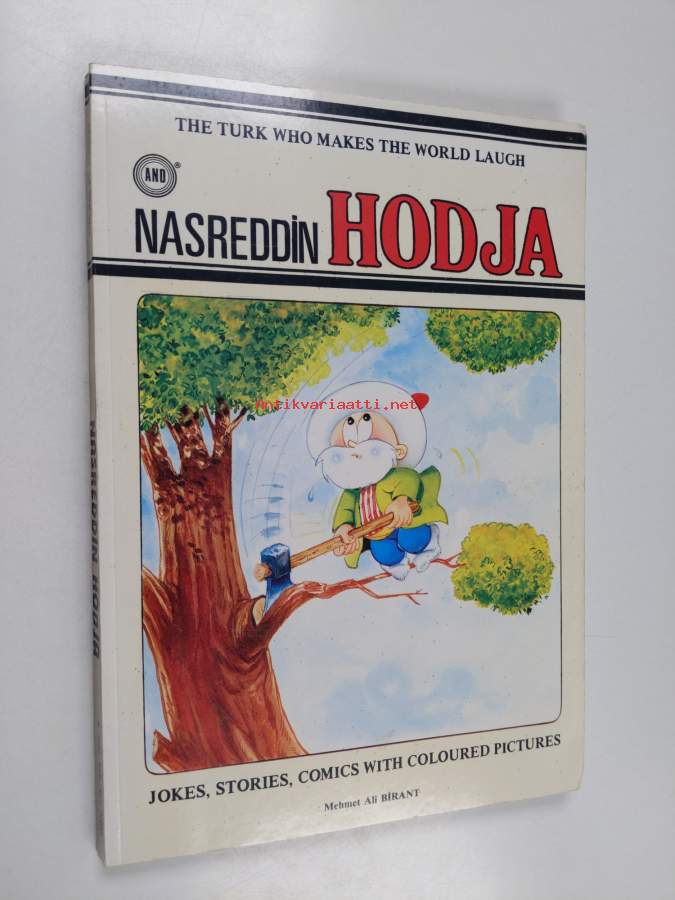 THE TURK WHO MAKES THE WORLD LAUGH
AND ®
NASREDDİN HODJA
antikvariaatti.net
JOKES, STORIES, COMICS WITH COLOURED PICTURES
Mehmet Ali BİRANT
NASREDDIN HODJA